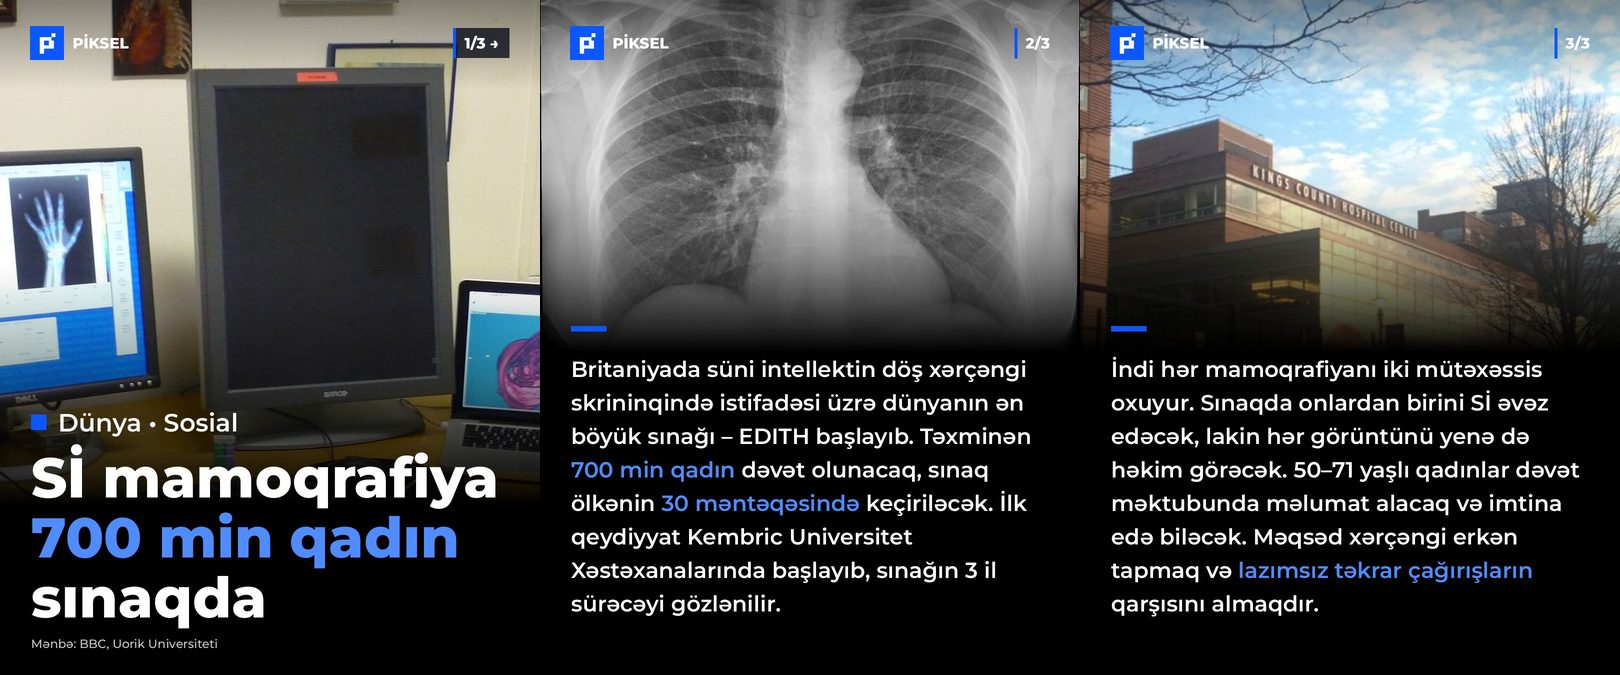 PİKSEL
1/3 →
DELL
BARCO
Dünya • Sosial
Sİ mamoqrafiya
700 min qadın
sınaqda
Mənbə: BBC, Uorik Universiteti
PİKSEL
2/3
Britaniyada süni intellektin döş xərçəngi
skrininqində istifadəsi üzrə dünyanın ən
böyük sınağı – EDITH başlayıb. Təxminən
700 min qadın dəvət olunacaq, sınaq
ölkənin 30 məntəqəsində keçiriləcək. İlk
qeydiyyat Kembric Universitet
Xəstəxanalarında başlayıb, sınağın 3 il
sürəcəyi gözlənilir.
PİKSEL
3/3
KINGS COUNTY HOSPITAL CENTER
İndi hər mamoqrafiyanı iki mütəxəssis
oxuyur. Sınaqda onlardan birini Sİ əvəz
edəcək, lakin hər görüntünü yenə də
həkim görəcək. 50–71 yaşlı qadınlar dəvət
məktubunda məlumat alacaq və imtina
edə biləcək. Məqsəd xərçəngi erkən
tapmaq və lazımsız təkrar çağırışların
qarşısını almaqdır.